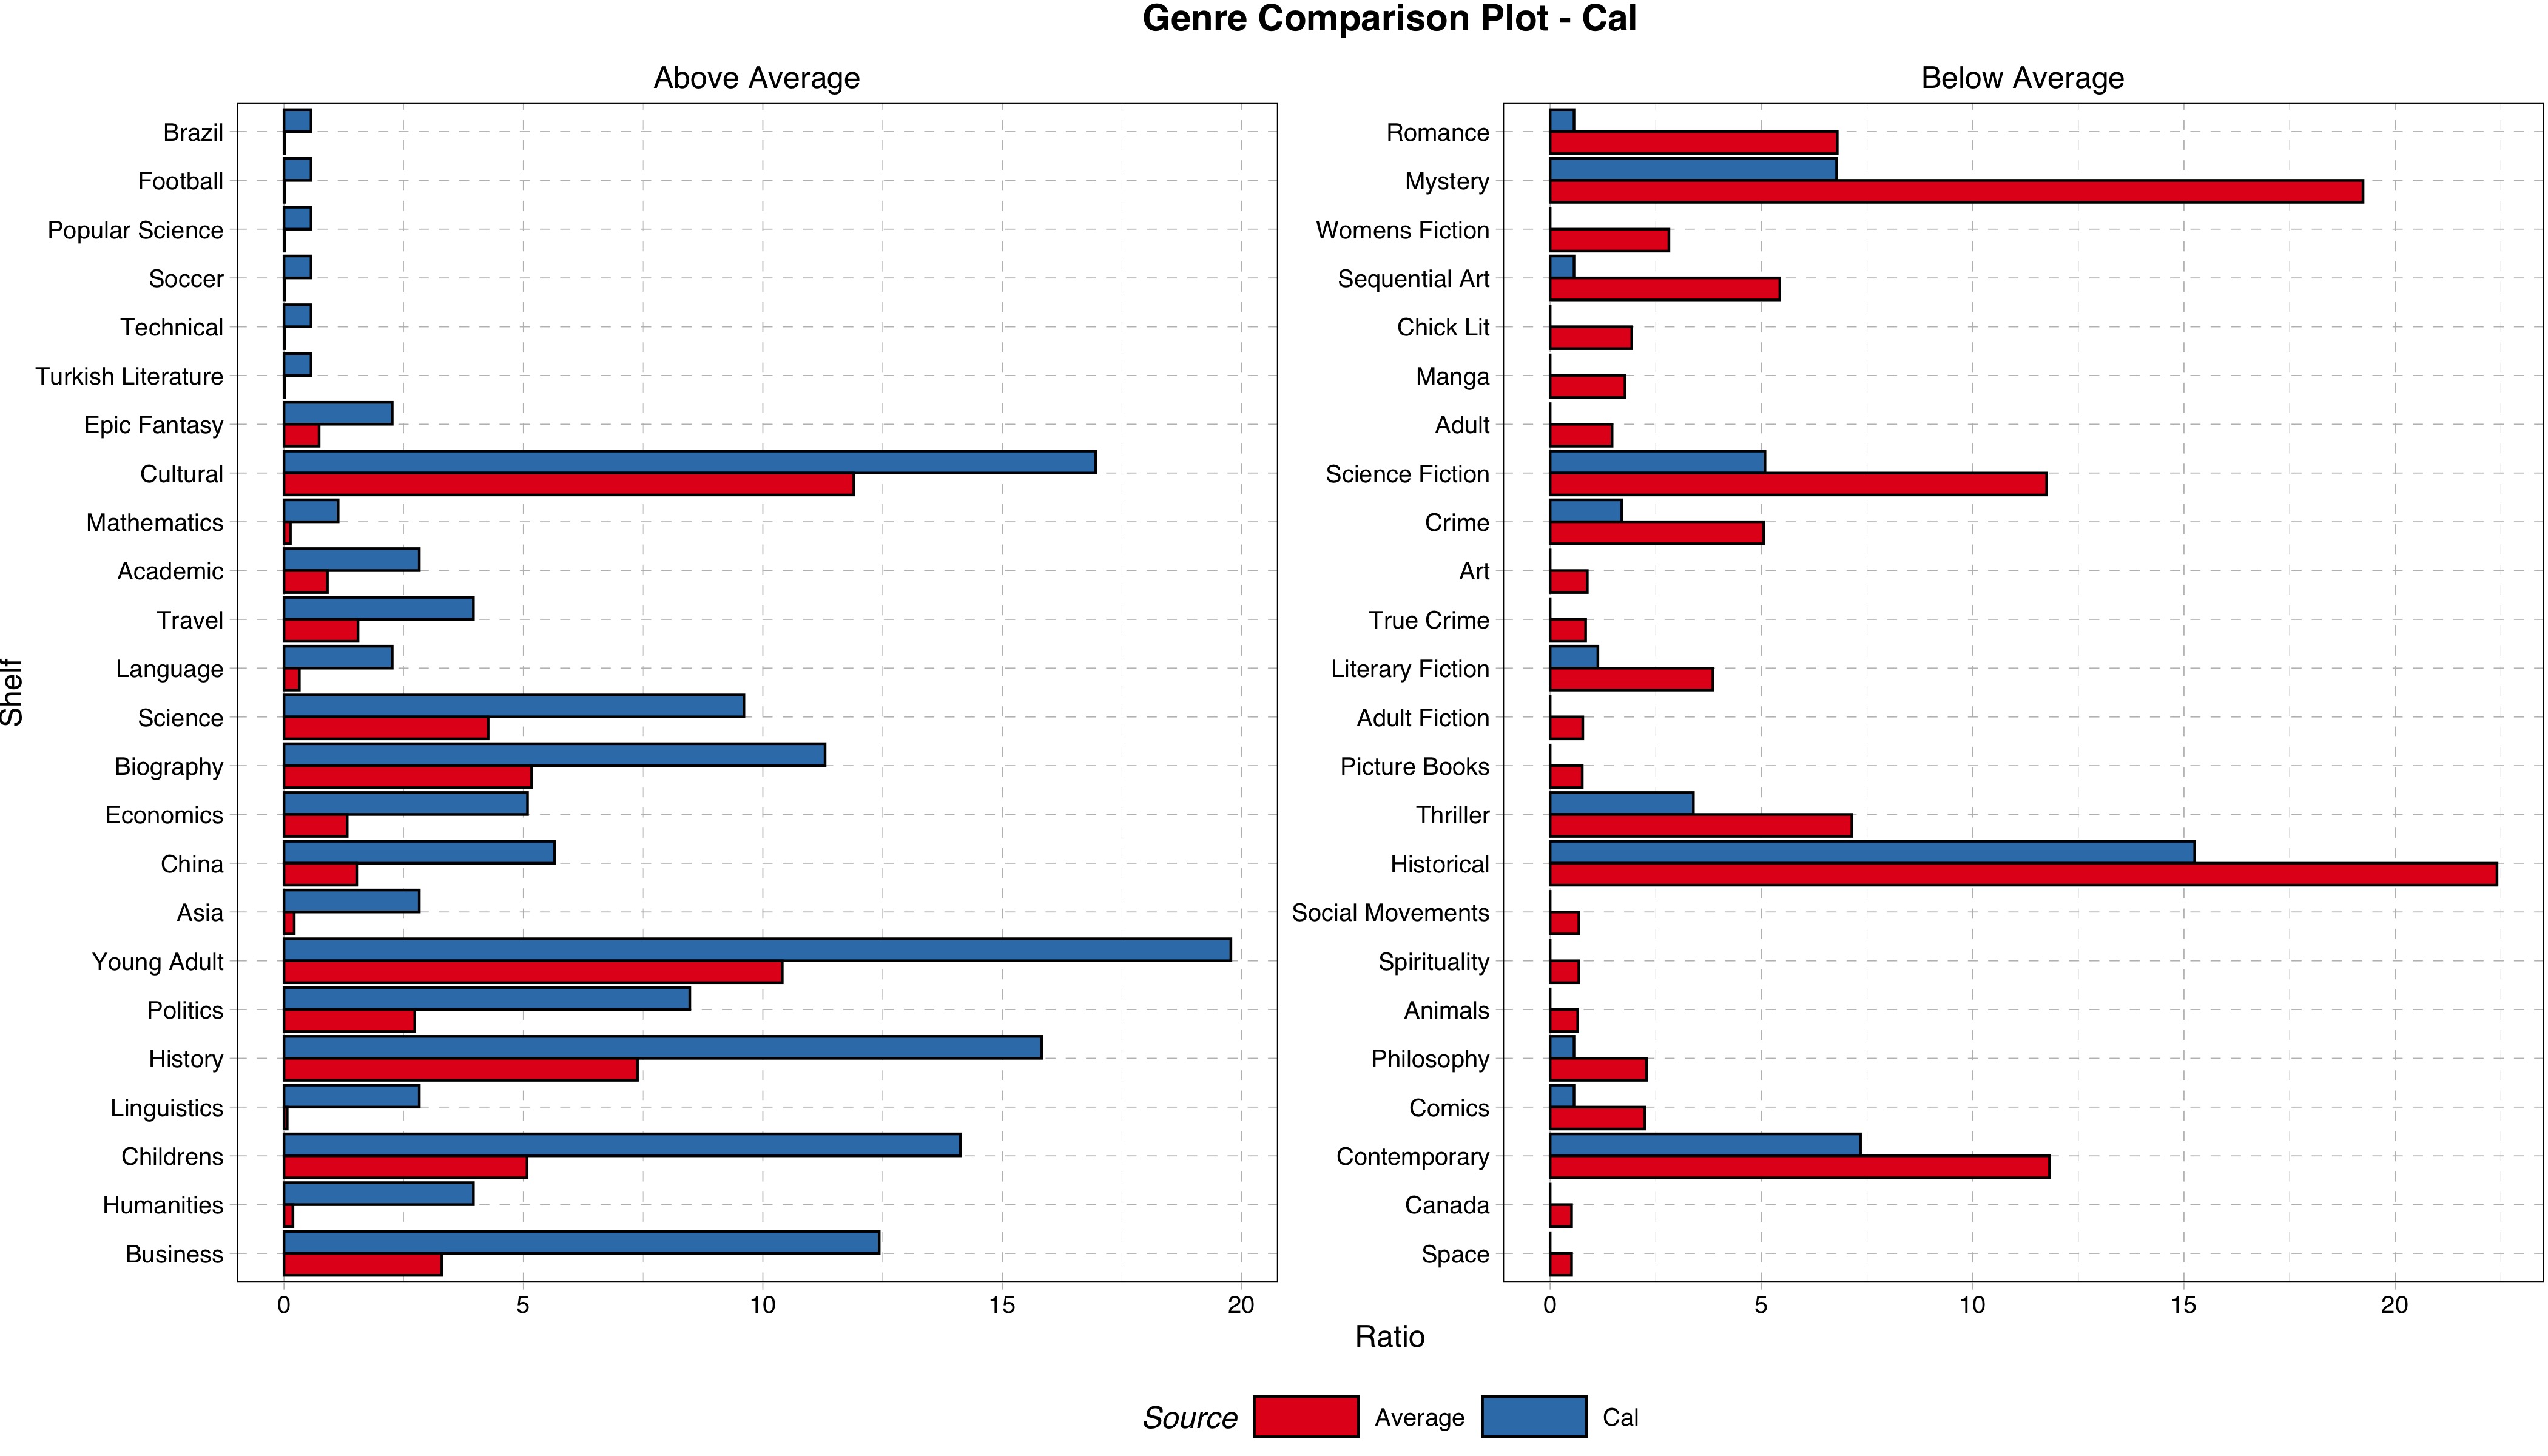 Genre Comparison Plot - Cal
Above Average
Below Average
Shelf
Brazil
Football
Popular Science
Soccer
Technical
Turkish Literature
Epic Fantasy
Cultural
Mathematics
Academic
Travel
Language
Science
Biography
Economics
China
Asia
Young Adult
Politics
History
Linguistics
Childrens
Humanities
Business
0 5 10 15 20
Romance
Mystery
Womens Fiction
Sequential Art
Chick Lit
Manga
Adult
Science Fiction
Crime
Art
True Crime
Literary Fiction
Adult Fiction
Picture Books
Thriller
Historical
Social Movements
Spirituality
Animals
Philosophy
Comics
Contemporary
Canada
Space
0 5 10 15 20
Ratio
Source Average Cal